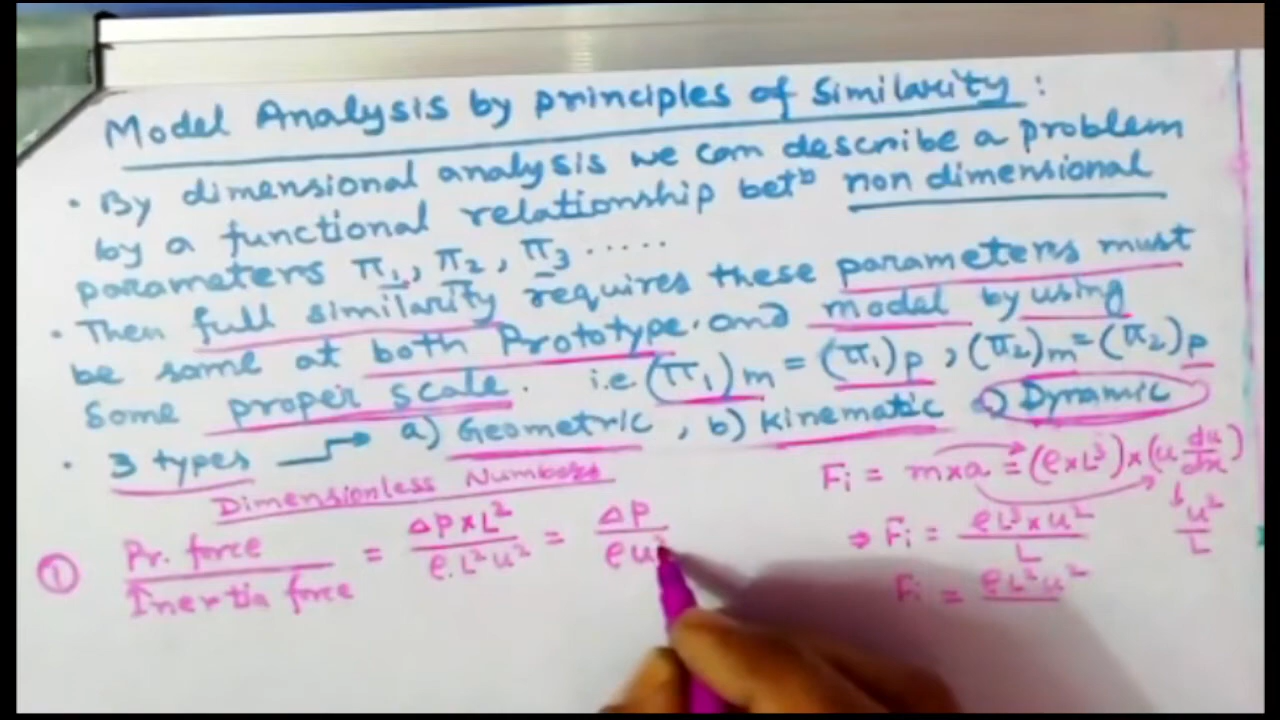 Model Analysis by principles of similarity :
• By dimensional analysis we can describe a problem
by a functional relationship betⁿ non dimensional
parameters π₁, π₂, π₃ .....
• Then full similarity requires these parameters must
be same at both Prototype and model by using
some proper scale. i.e (π₁)m = (π₁)p , (π₂)m = (π₂)p
• 3 types → a) Geometric , b) kinematic c) Dynamic
Dimensionless Numbers
Fi = m×a = (ρ×L³)×(u du/dx)
① Pr. force / Inertia force = ΔP×L² / ρ.L²u² = ΔP / ρu²
⇒ Fi = ρL³×u² / L
u² / L
Fi = ρL²u²